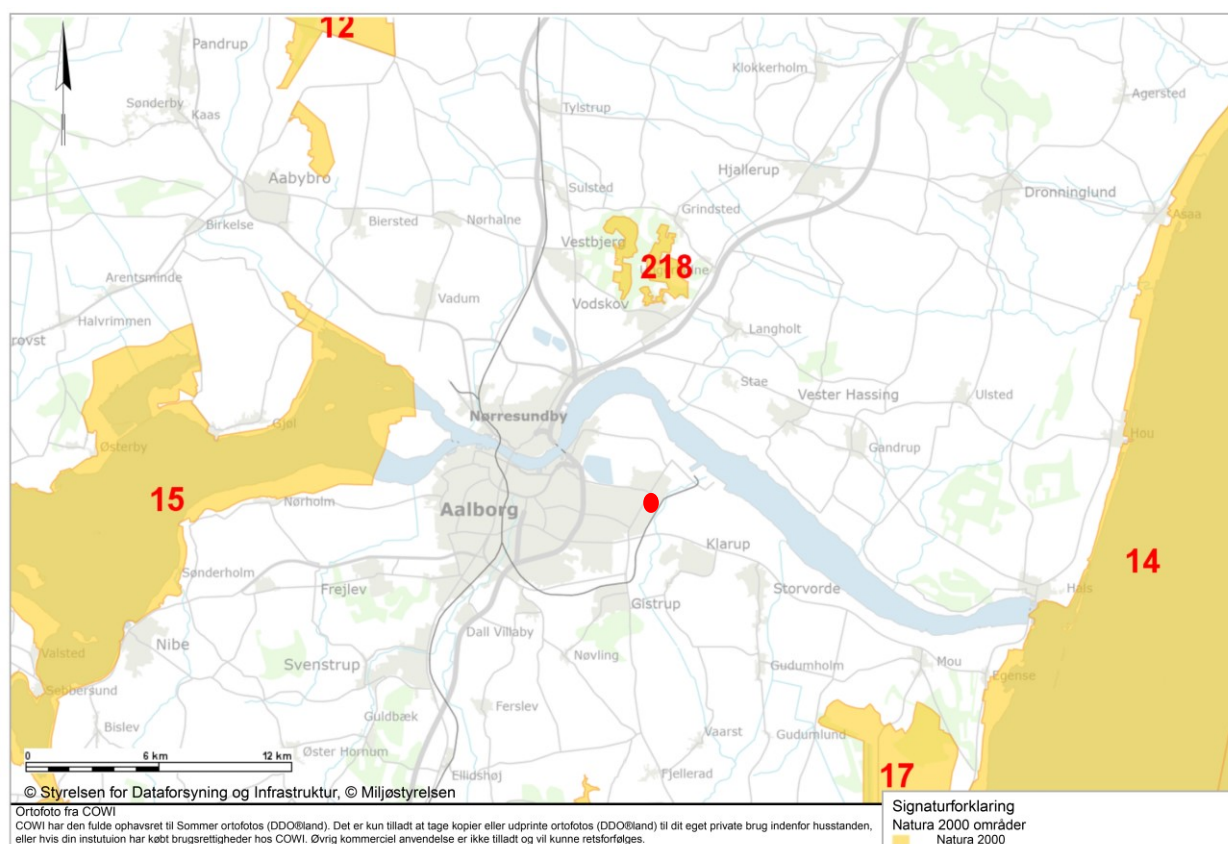 12
Pandrup
Klokkerholm
Agersted
Sønderby
Kaas
Tylstrup
Hjallerup
Aabybro
Sulsted
Dronninglund
Birkelse
Biersted
Nørhalne
Grindsted
Asaa
Vestbjerg
218
Arentsminde
Vadum
Vodskov
Halvrimmen
Langholt
rovst
Stae
Vester Hassing
Ulsted
Nørresundby
Gjøl
Hou
Østerby
Gandrup
15
Nørholm
Aalborg
Klarup
14
Sønderholm
Frejlev
Storvorde
Hals
Gistrup
Dall Villaby
Nibe
Valsted
Svenstrup
Nøvling
Gudumholm
Mou
Egense
Sebbersund
Guldbæk
Ferslev
Bislev
Vaarst
Gudumlund
Øster Hornum
0 6 km 12 km
Ellidshøj
Fjellerad
17
© Styrelsen for Dataforsyning og Infrastruktur, © Miljøstyrelsen
Ortofoto fra COWI
COWI har den fulde ophavsret til Sommer ortofotos (DDO®land). Det er kun tilladt at tage kopier eller udprinte ortofotos (DDO®land) til dit eget private brug indenfor husstanden,
eller hvis din instutuion har købt brugsrettigheder hos COWI. Øvrig kommerciel anvendelse er ikke tilladt og vil kunne retsforfølges.
Signaturforklaring
Natura 2000 områder
Natura 2000